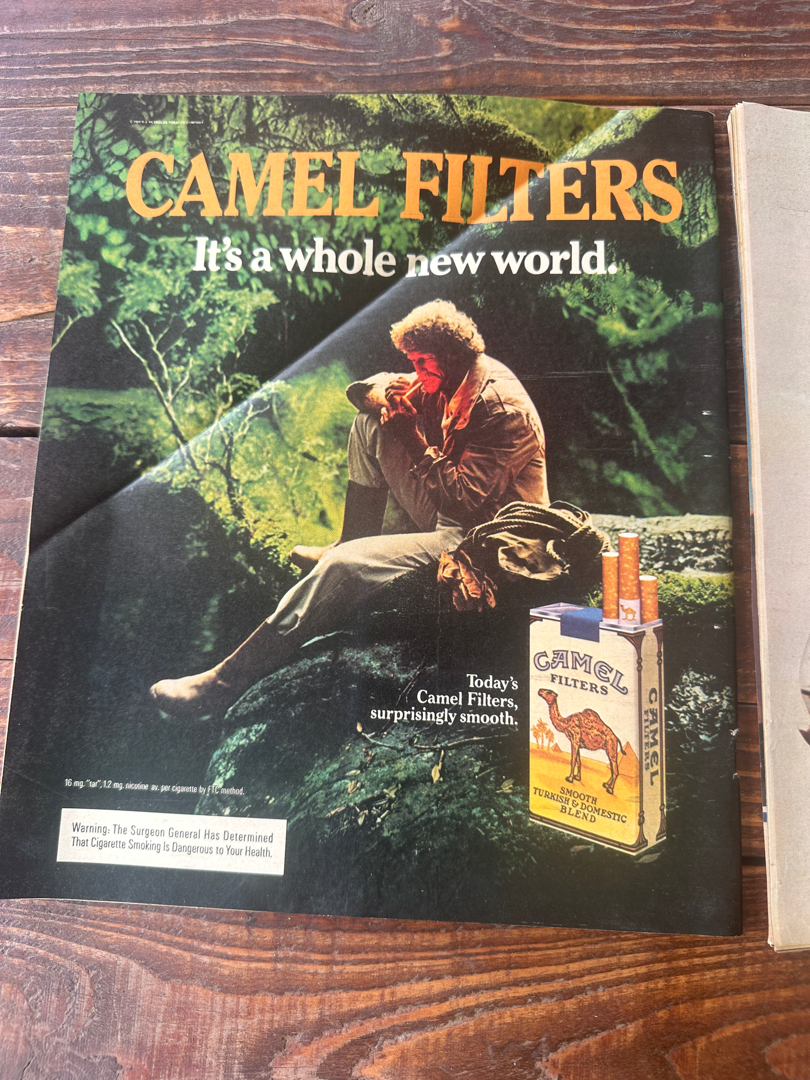 CAMEL FILTERS
It's a whole new world.
Today's
Camel Filters,
surprisingly smooth.
CAMEL
FILTERS
SMOOTH
TURKISH & DOMESTIC
BLEND
CAMEL
FILTERS
16 mg. "tar", 1.2 mg. nicotine av. per cigarette by FTC method.
Warning: The Surgeon General Has Determined
That Cigarette Smoking Is Dangerous to Your Health.